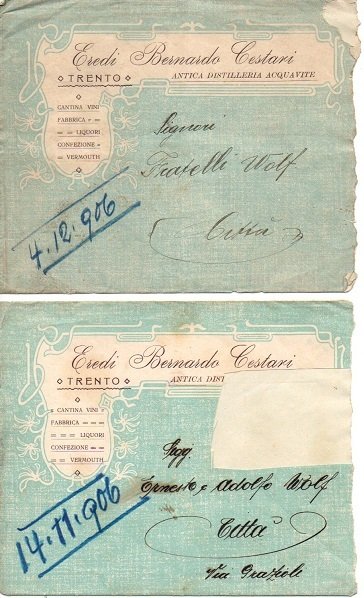 Eredi Bernardo Cestari
TRENTO
ANTICA DISTILLERIA ACQUAVITE
CANTINA VINI
FABBRICA = =
= = LIQUORI
CONFEZIONE =
= VERMOUTH
Signori
Fratelli Wolf
Città
4.12.906
Eredi Bernardo Cestari
TRENTO
ANTICA DIST
CANTINA VINI
FABBRICA = = =
= = = LIQUORI
CONFEZIONE = =
= = VERMOUTH
Sigg.
Ernesto e Adolfo Wolf
Città
Via Grazioli
14.11.906